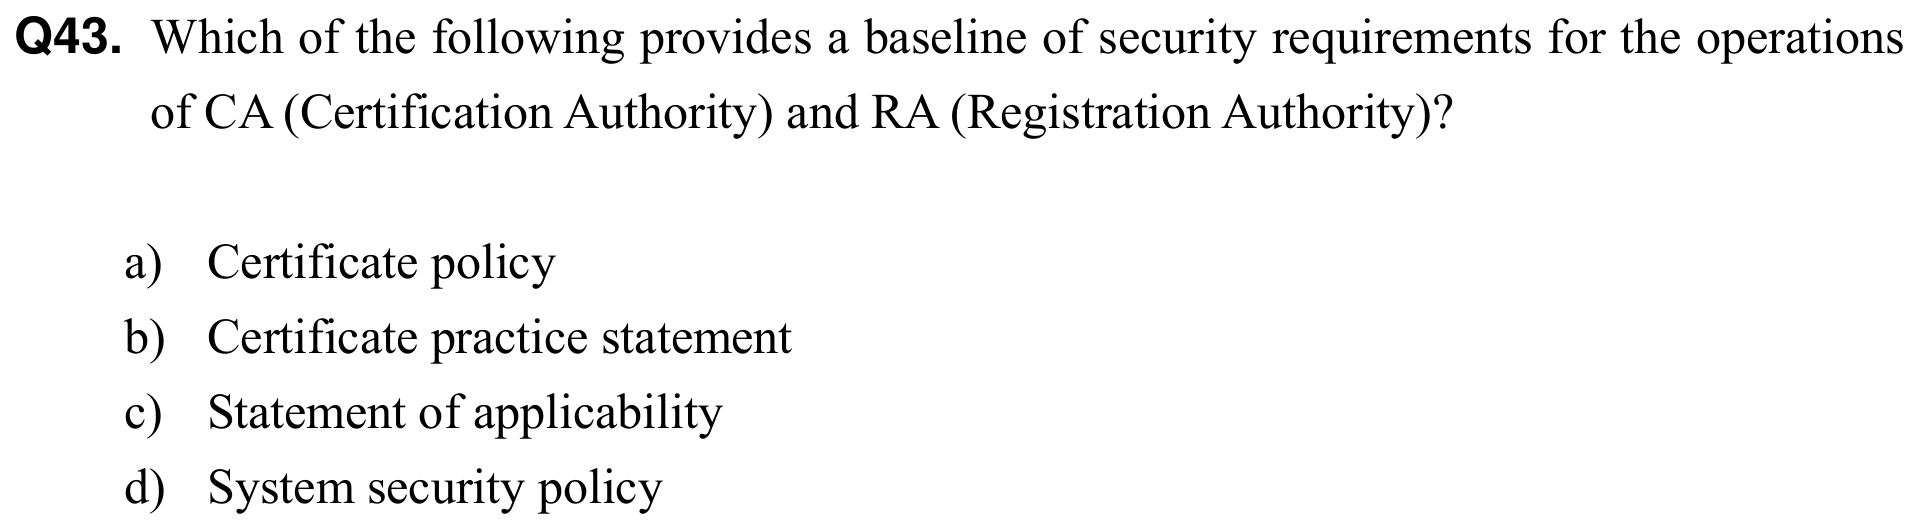 Q43. Which of the following provides a baseline of security requirements for the operations
of CA (Certification Authority) and RA (Registration Authority)?
a) Certificate policy
b) Certificate practice statement
c) Statement of applicability
d) System security policy